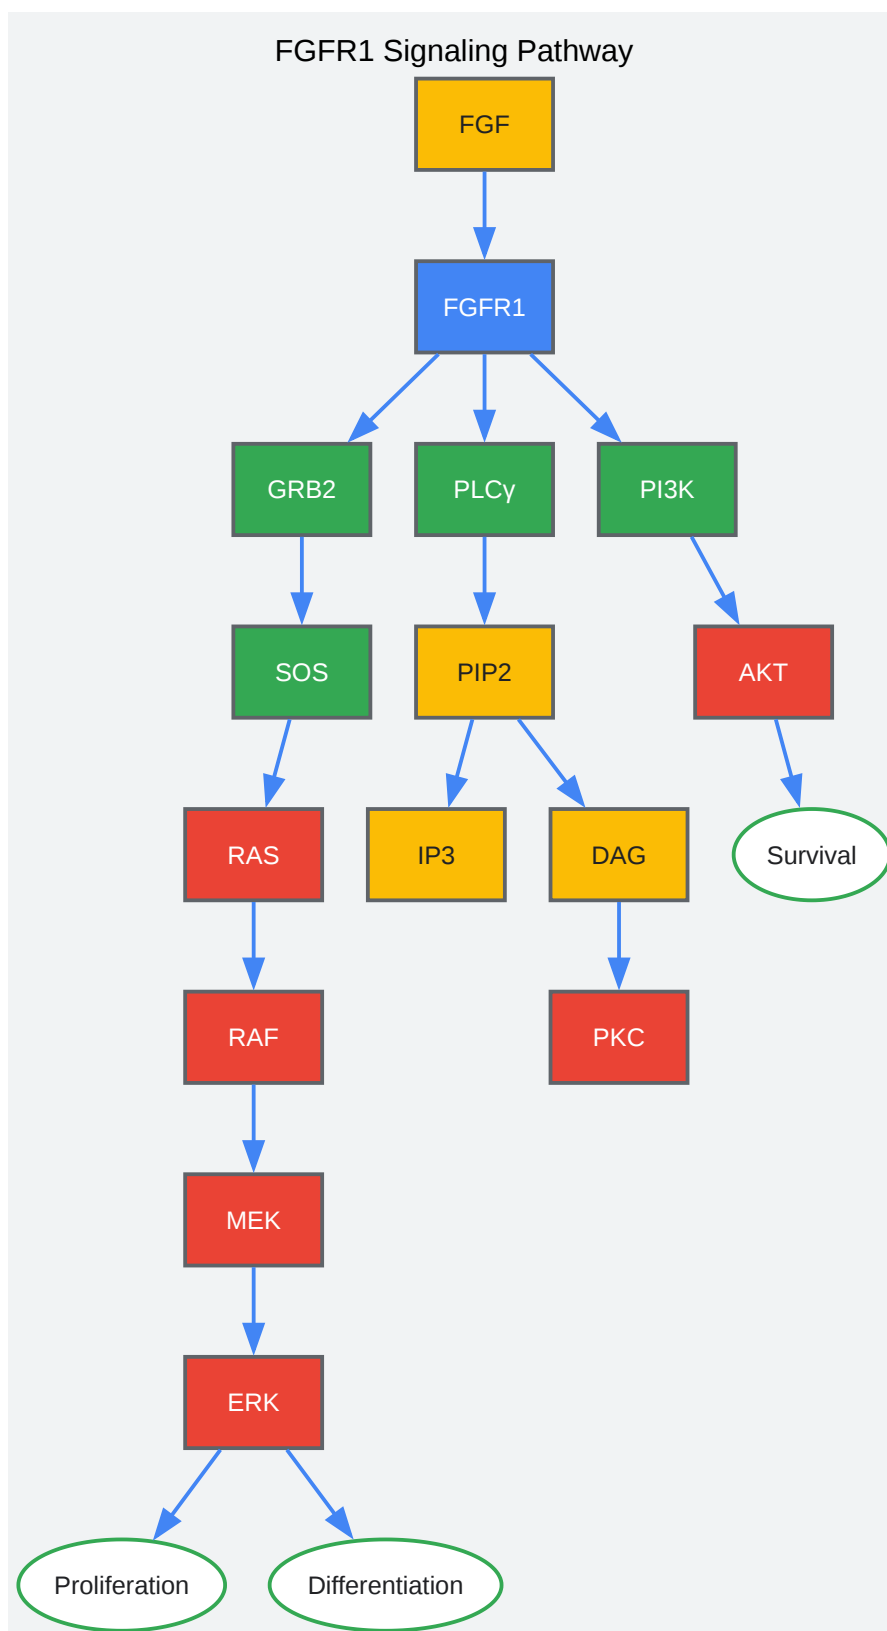 FGFR1 Signaling Pathway
FGF
FGFR1
GRB2
PLCγ
PI3K
SOS
PIP2
AKT
RAS
IP3
DAG
Survival
RAF
PKC
MEK
ERK
Proliferation
Differentiation